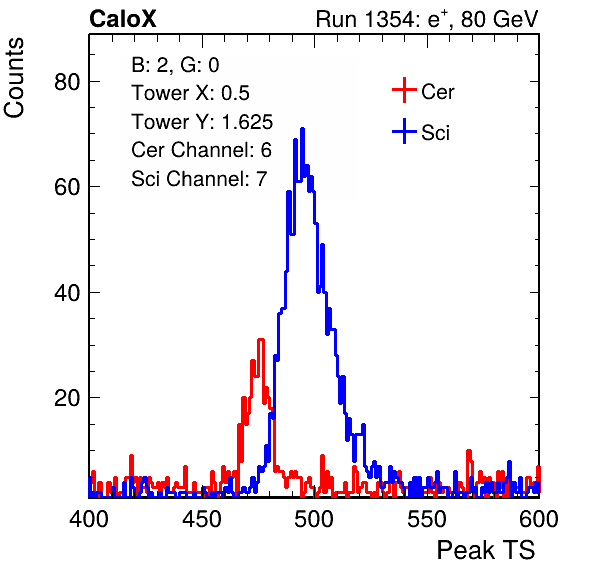 CaloX Run 1354: e⁺, 80 GeV
Counts
B: 2, G: 0
Tower X: 0.5
Tower Y: 1.625
Cer Channel: 6
Sci Channel: 7
Cer
Sci
80
60
40
20
400 450 500 550 600
Peak TS